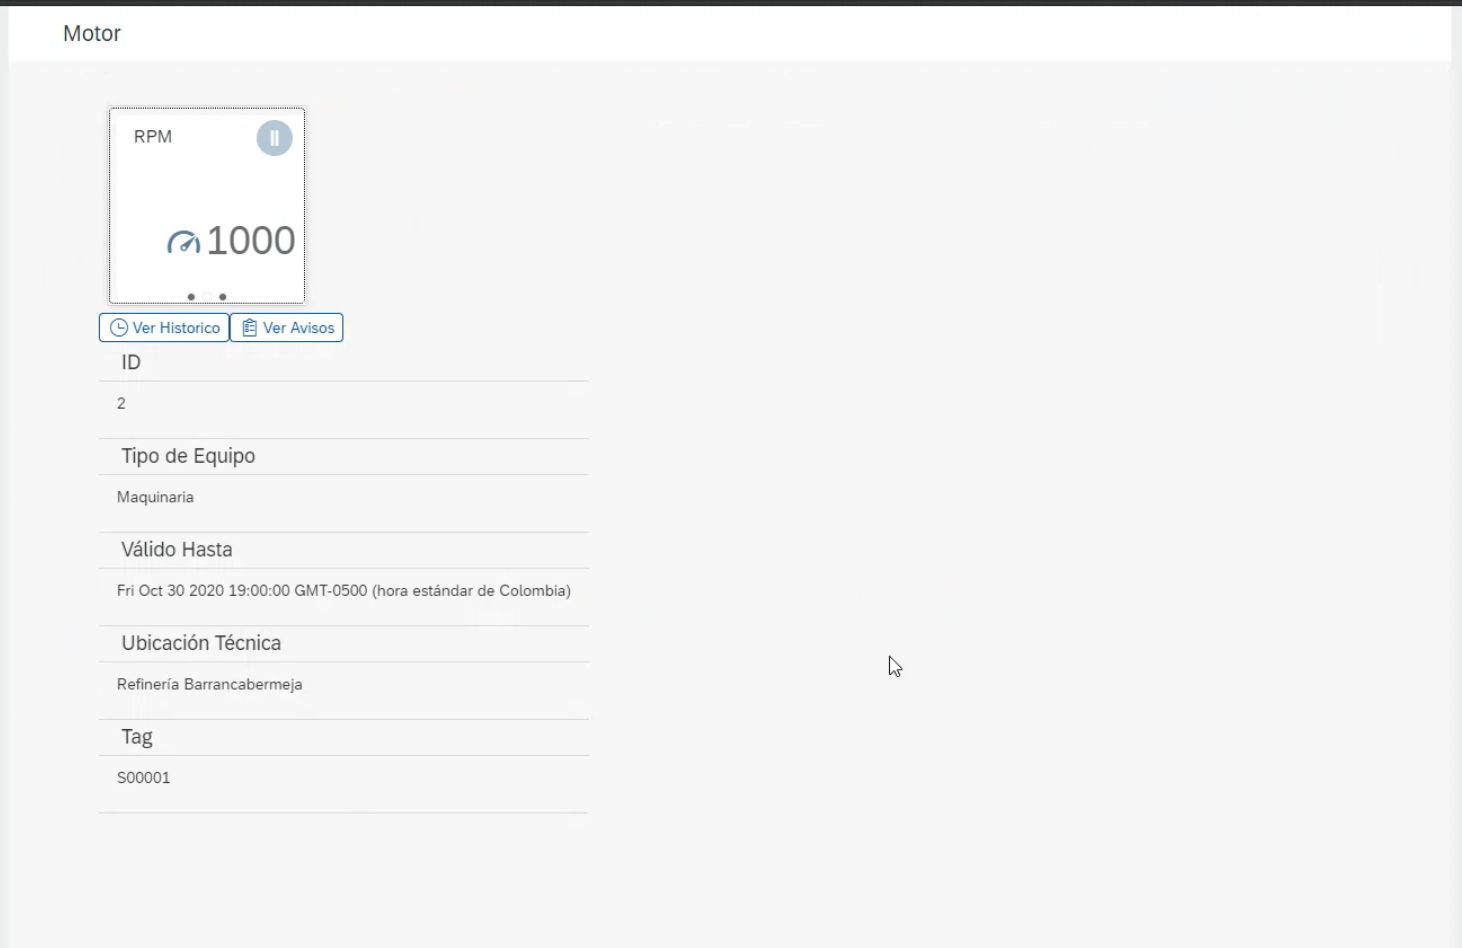 Motor
RPM
1000
Ver Historico Ver Avisos
ID
2
Tipo de Equipo
Maquinaria
Válido Hasta
Fri Oct 30 2020 19:00:00 GMT-0500 (hora estándar de Colombia)
Ubicación Técnica
Refinería Barrancabermeja
Tag
S00001